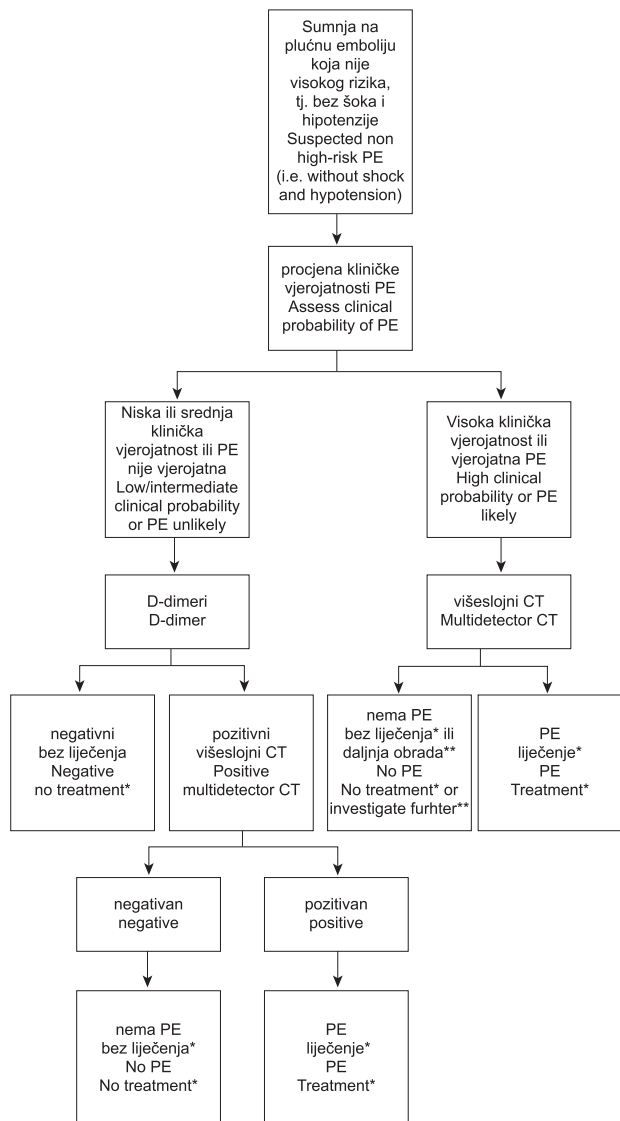 Sumnja na
plućnu emboliju
koja nije
visokog rizika,
tj. bez šoka i
hipotenzije
Suspected non
high-risk PE
(i.e. without shock
and hypotension)
procjena kliničke
vjerojatnosti PE
Assess clinical
probability of PE
Niska ili srednja
klinička
vjerojatnost ili PE
nije vjerojatna
Low/intermediate
clinical probability
or PE unlikely
Visoka klinička
vjerojatnost ili
vjerojatna PE
High clinical
probability or PE
likely
D-dimeri
D-dimer
višeslojni CT
Multidetector CT
negativni
bez liječenja
Negative
no treatment*
pozitivni
višeslojni CT
Positive
multidetector CT
nema PE
bez liječenja* ili
daljnja obrada**
No PE
No treatment* or
investigate furhter**
PE
liječenje*
PE
Treatment*
negativan
negative
pozitivan
positive
nema PE
bez liječenja*
No PE
No treatment*
PE
liječenje*
PE
Treatment*